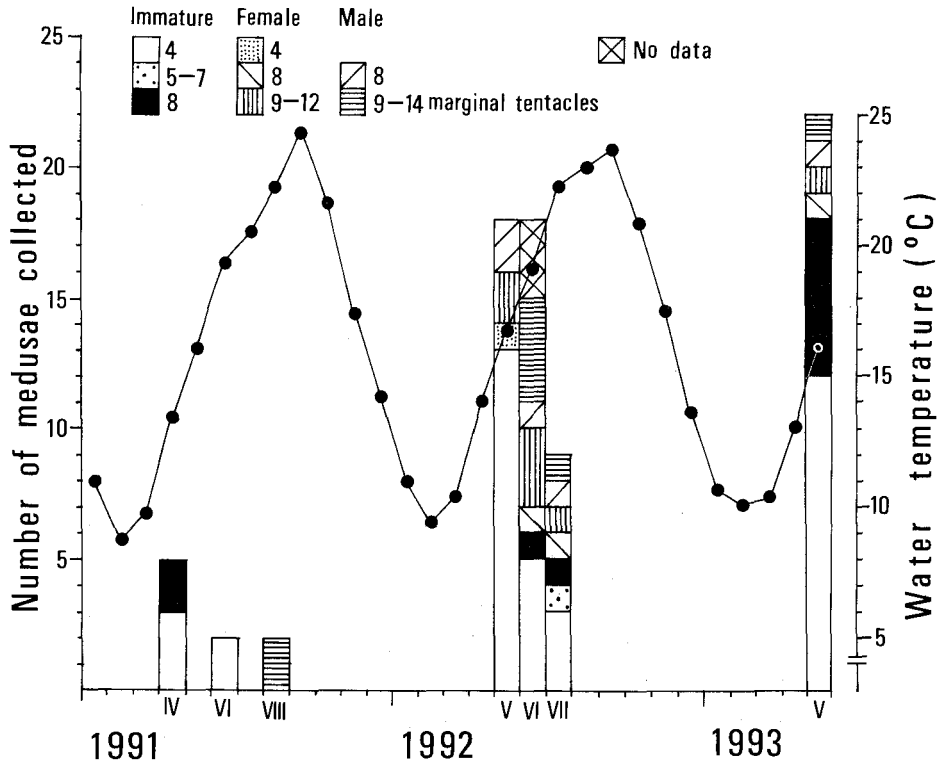 Immature Female Male
4 4 No data
5–7 8 8
8 9–12 9–14 marginal tentacles
Number of medusae collected
25
20
15
10
5
Water temperature (°C)
25
20
15
10
5
IV VI VIII V VI VII V
1991 1992 1993